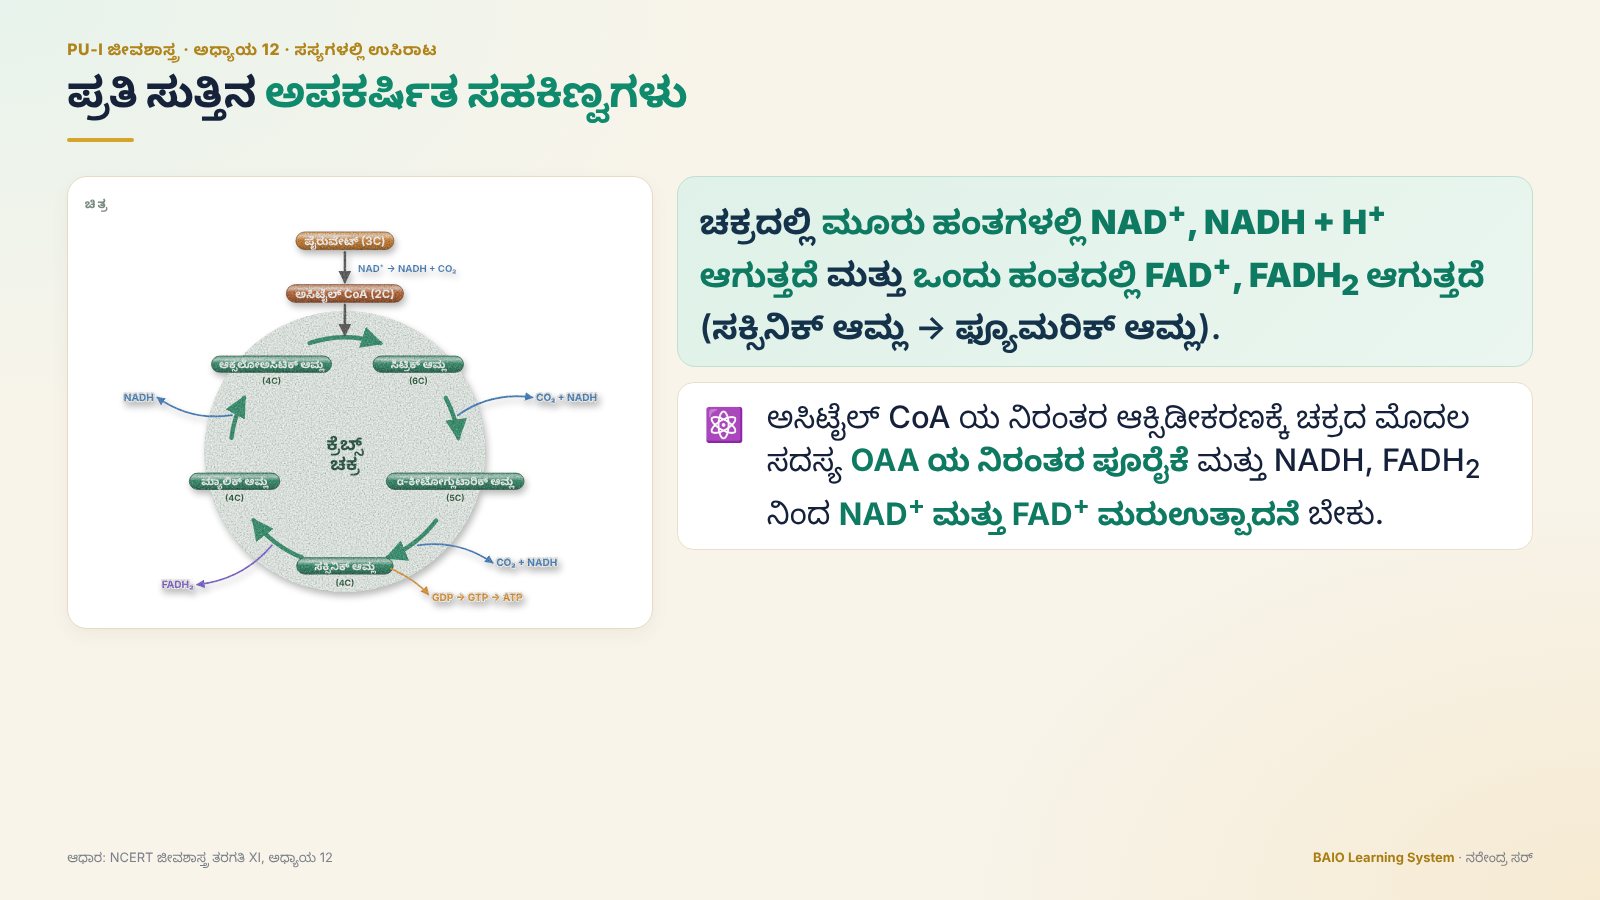 PU-I ಜೀವಶಾಸ್ತ್ರ · ಅಧ್ಯಾಯ 12 · ಸಸ್ಯಗಳಲ್ಲಿ ಉಸಿರಾಟ
ಪ್ರತಿ ಸುತ್ತಿನ ಅಪಕರ್ಷಿತ ಸಹಕಿಣ್ವಗಳು
ಚಿತ್ರ
ಪೈರುವೇಟ್ (3C)
NAD⁺ → NADH + CO₂
ಅಸಿಟೈಲ್ CoA (2C)
ಆಕ್ಸಲೋಅಸಿಟಿಕ್ ಆಮ್ಲ
(4C)
ಸಿಟ್ರಿಕ್ ಆಮ್ಲ
(6C)
NADH
CO₂ + NADH
ಕ್ರೆಬ್ಸ್
ಚಕ್ರ
ಮ್ಯಾಲಿಕ್ ಆಮ್ಲ
(4C)
α-ಕೀಟೋಗ್ಲುಟಾರಿಕ್ ಆಮ್ಲ
(5C)
ಸಕ್ಸಿನಿಕ್ ಆಮ್ಲ
(4C)
CO₂ + NADH
FADH₂
GDP → GTP → ATP
ಚಕ್ರದಲ್ಲಿ ಮೂರು ಹಂತಗಳಲ್ಲಿ NAD⁺, NADH + H⁺
ಆಗುತ್ತದೆ ಮತ್ತು ಒಂದು ಹಂತದಲ್ಲಿ FAD⁺, FADH₂ ಆಗುತ್ತದೆ
(ಸಕ್ಸಿನಿಕ್ ಆಮ್ಲ → ಫ್ಯೂಮರಿಕ್ ಆಮ್ಲ).
ಅಸಿಟೈಲ್ CoA ಯ ನಿರಂತರ ಆಕ್ಸಿಡೀಕರಣಕ್ಕೆ ಚಕ್ರದ ಮೊದಲ
ಸದಸ್ಯ OAA ಯ ನಿರಂತರ ಪೂರೈಕೆ ಮತ್ತು NADH, FADH₂
ನಿಂದ NAD⁺ ಮತ್ತು FAD⁺ ಮರುಉತ್ಪಾದನೆ ಬೇಕು.
ಆಧಾರ: NCERT ಜೀವಶಾಸ್ತ್ರ ತರಗತಿ XI, ಅಧ್ಯಾಯ 12
BAIO Learning System · ನರೇಂದ್ರ ಸರ್